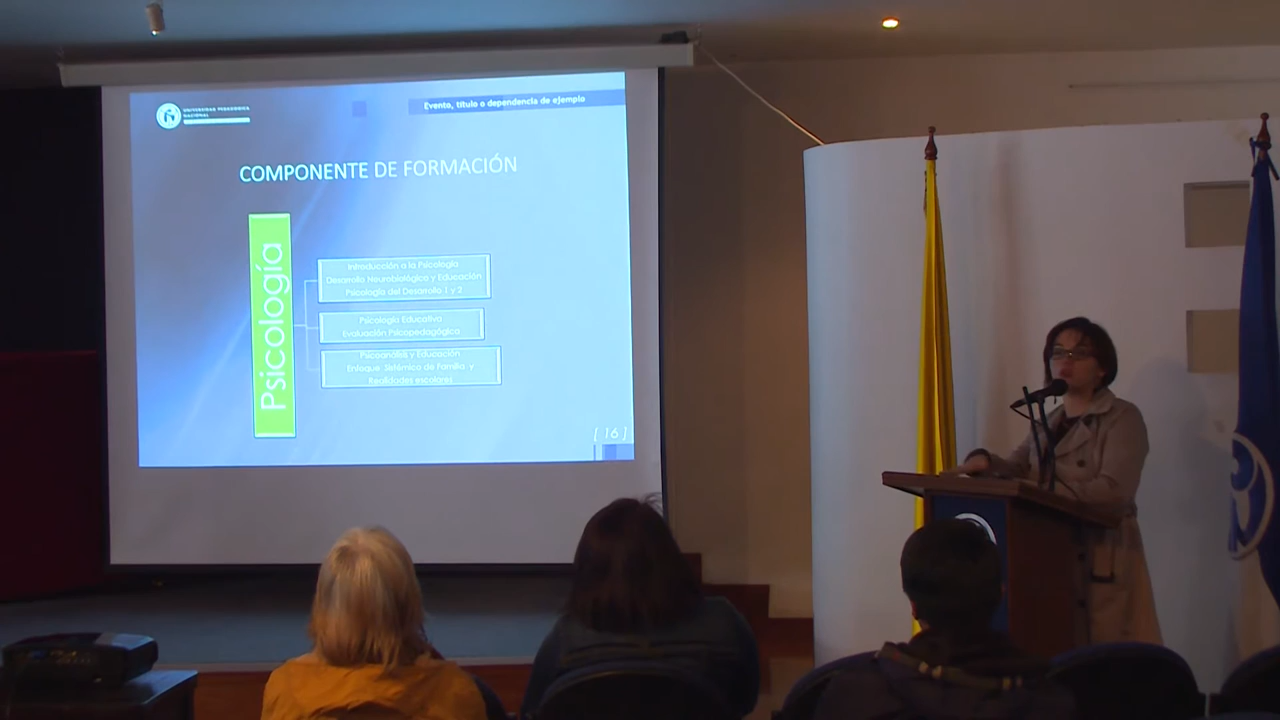 UNIVERSIDAD PEDAGOGICA
NACIONAL
Evento, título o dependencia de ejemplo
COMPONENTE DE FORMACIÓN
Psicología
Introducción a la Psicología
Desarrollo Neurobiológico y Educación
Psicología del Desarrollo 1 y 2
Psicología Educativa
Evaluación Psicopedagógica
Psicoanálisis y Educación
Enfoque Sistémico de Familia y
Realidades escolares
[ 16 ]